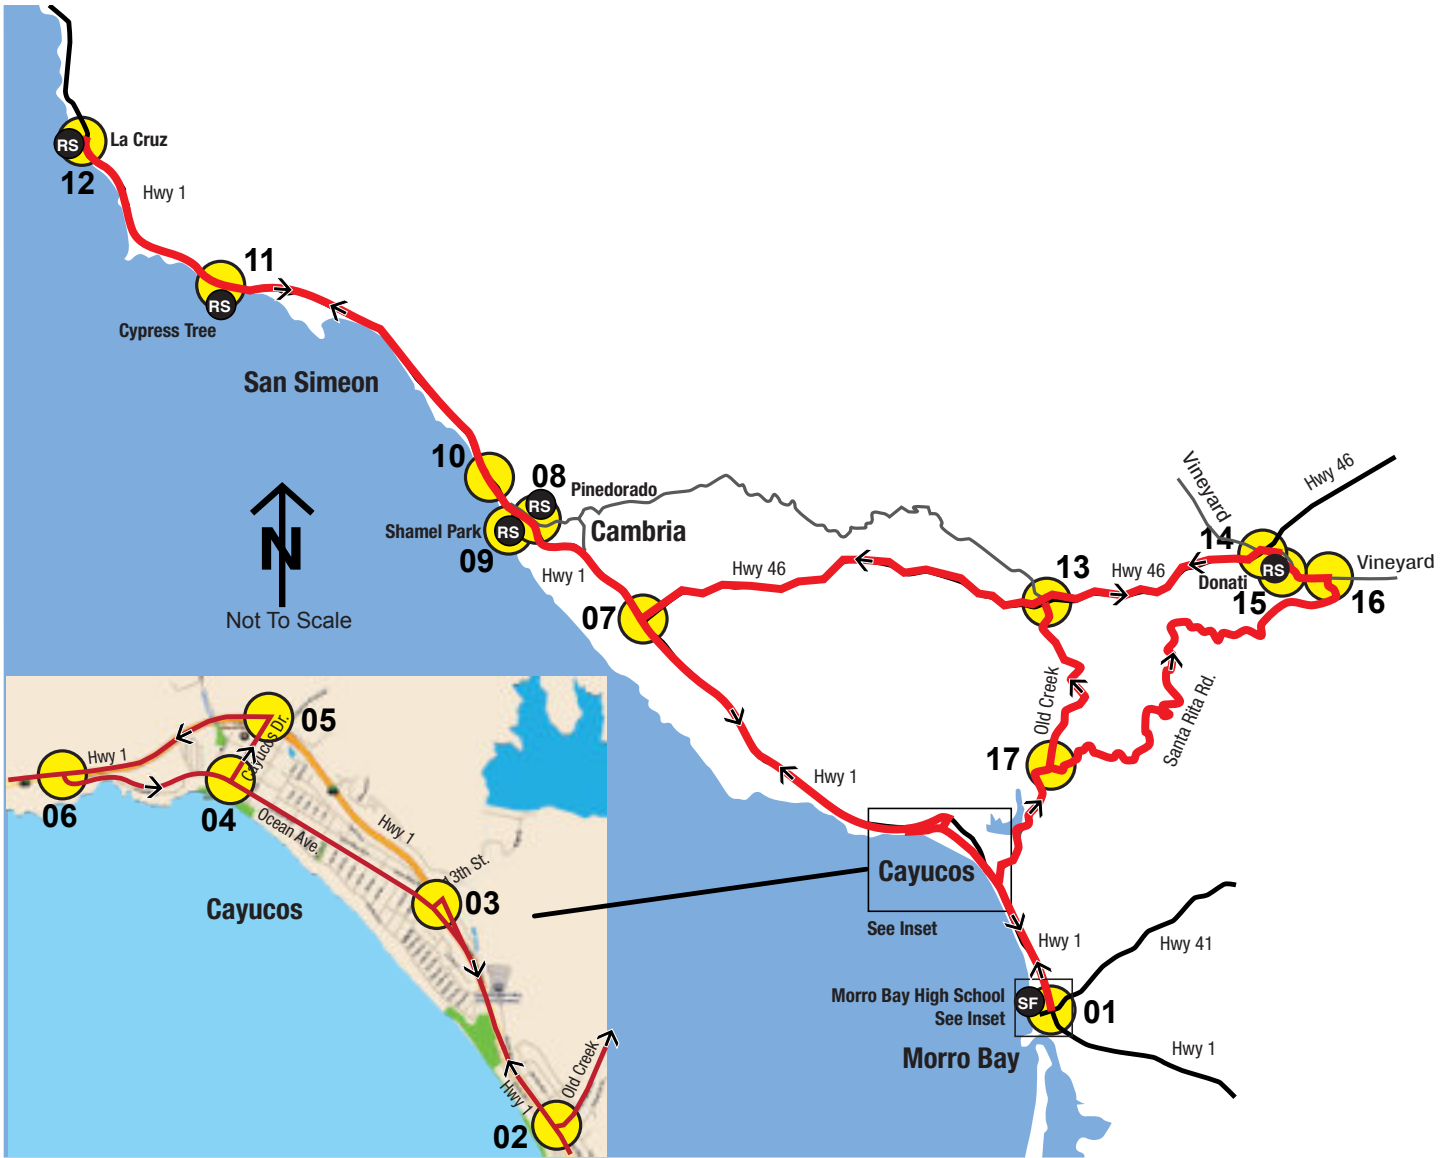 RS
La Cruz
12
Hwy 1
11
RS
Cypress Tree
San Simeon
10
08
RS
Pinedorado
Shamel Park
RS
Cambria
09
Hwy 1
07
Hwy 46
13
Hwy 46
Vineyard
Hwy 46
14
Donati
RS
15
16
Vineyard
N
Not To Scale
Old Creek
Santa Rita Rd.
17
Hwy 1
Cayucos
See Inset
Hwy 1
Hwy 41
Morro Bay High School
See Inset
SF
01
Morro Bay
Hwy 1
05
Cayucos Dr.
Hwy 1
06
04
Ocean Ave.
Hwy 1
13th St.
03
Cayucos
Old Creek
Hwy 1
02